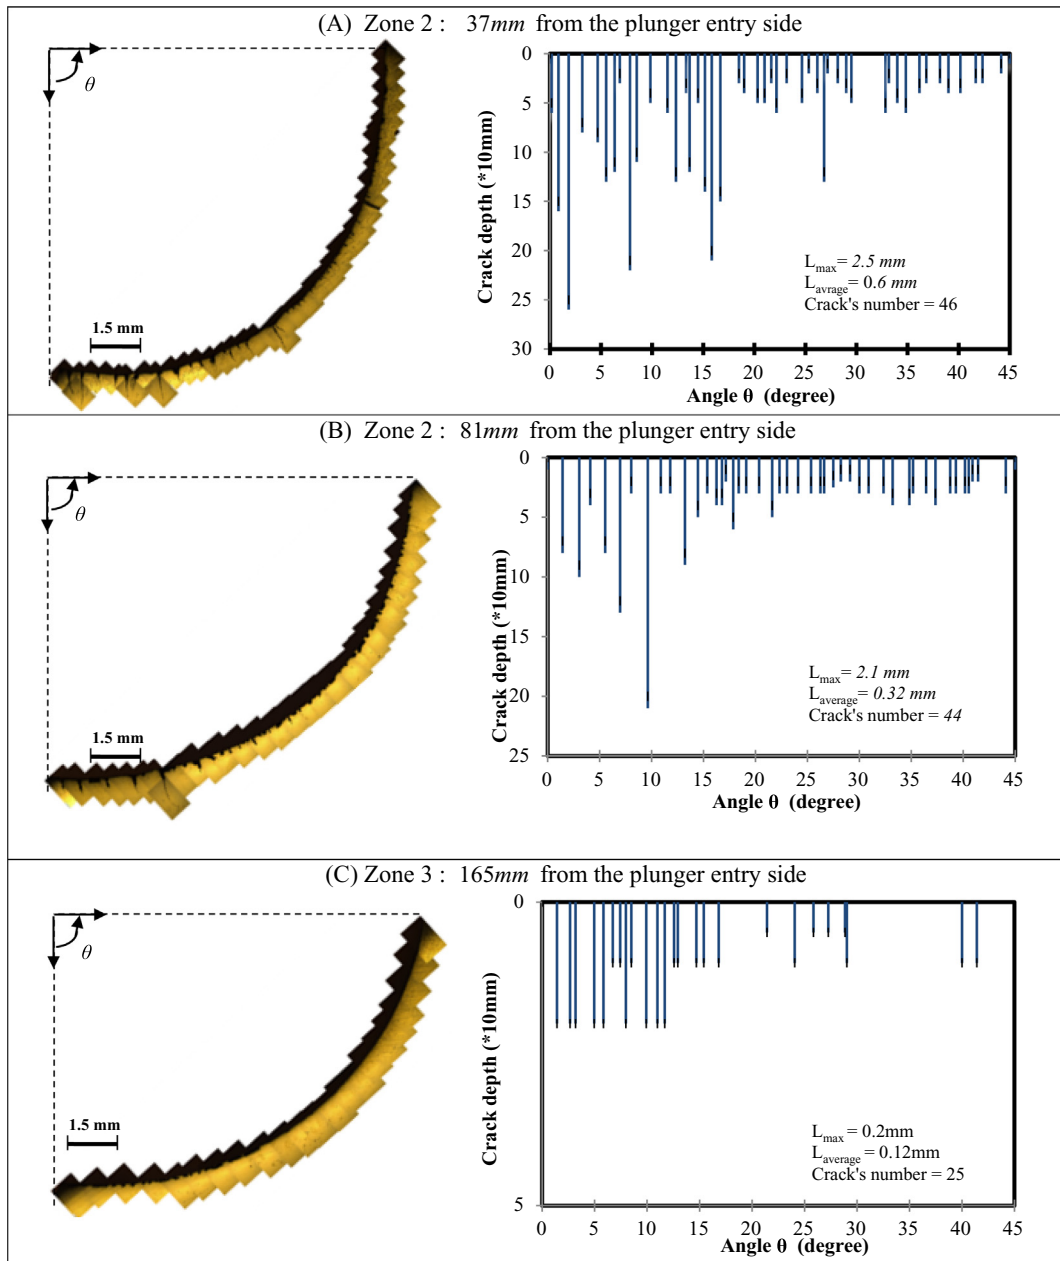 (A) Zone 2 : 37mm from the plunger entry side
θ
1.5 mm
Crack depth (*10mm)
0
5
10
15
20
25
30
L max = 2.5 mm
L avrage = 0.6 mm
Crack's number = 46
0 5 10 15 20 25 30 35 40 45
Angle θ (degree)
(B) Zone 2 : 81mm from the plunger entry side
θ
1.5 mm
Crack depth (*10mm)
0
5
10
15
20
25
L max = 2.1 mm
L average = 0.32 mm
Crack's number = 44
0 5 10 15 20 25 30 35 40 45
Angle θ (degree)
(C) Zone 3 : 165mm from the plunger entry side
θ
1.5 mm
Crack depth (*10mm)
0
5
L max = 0.2mm
L average = 0.12mm
Crack's number = 25
0 5 10 15 20 25 30 35 40 45
Angle θ (degree)